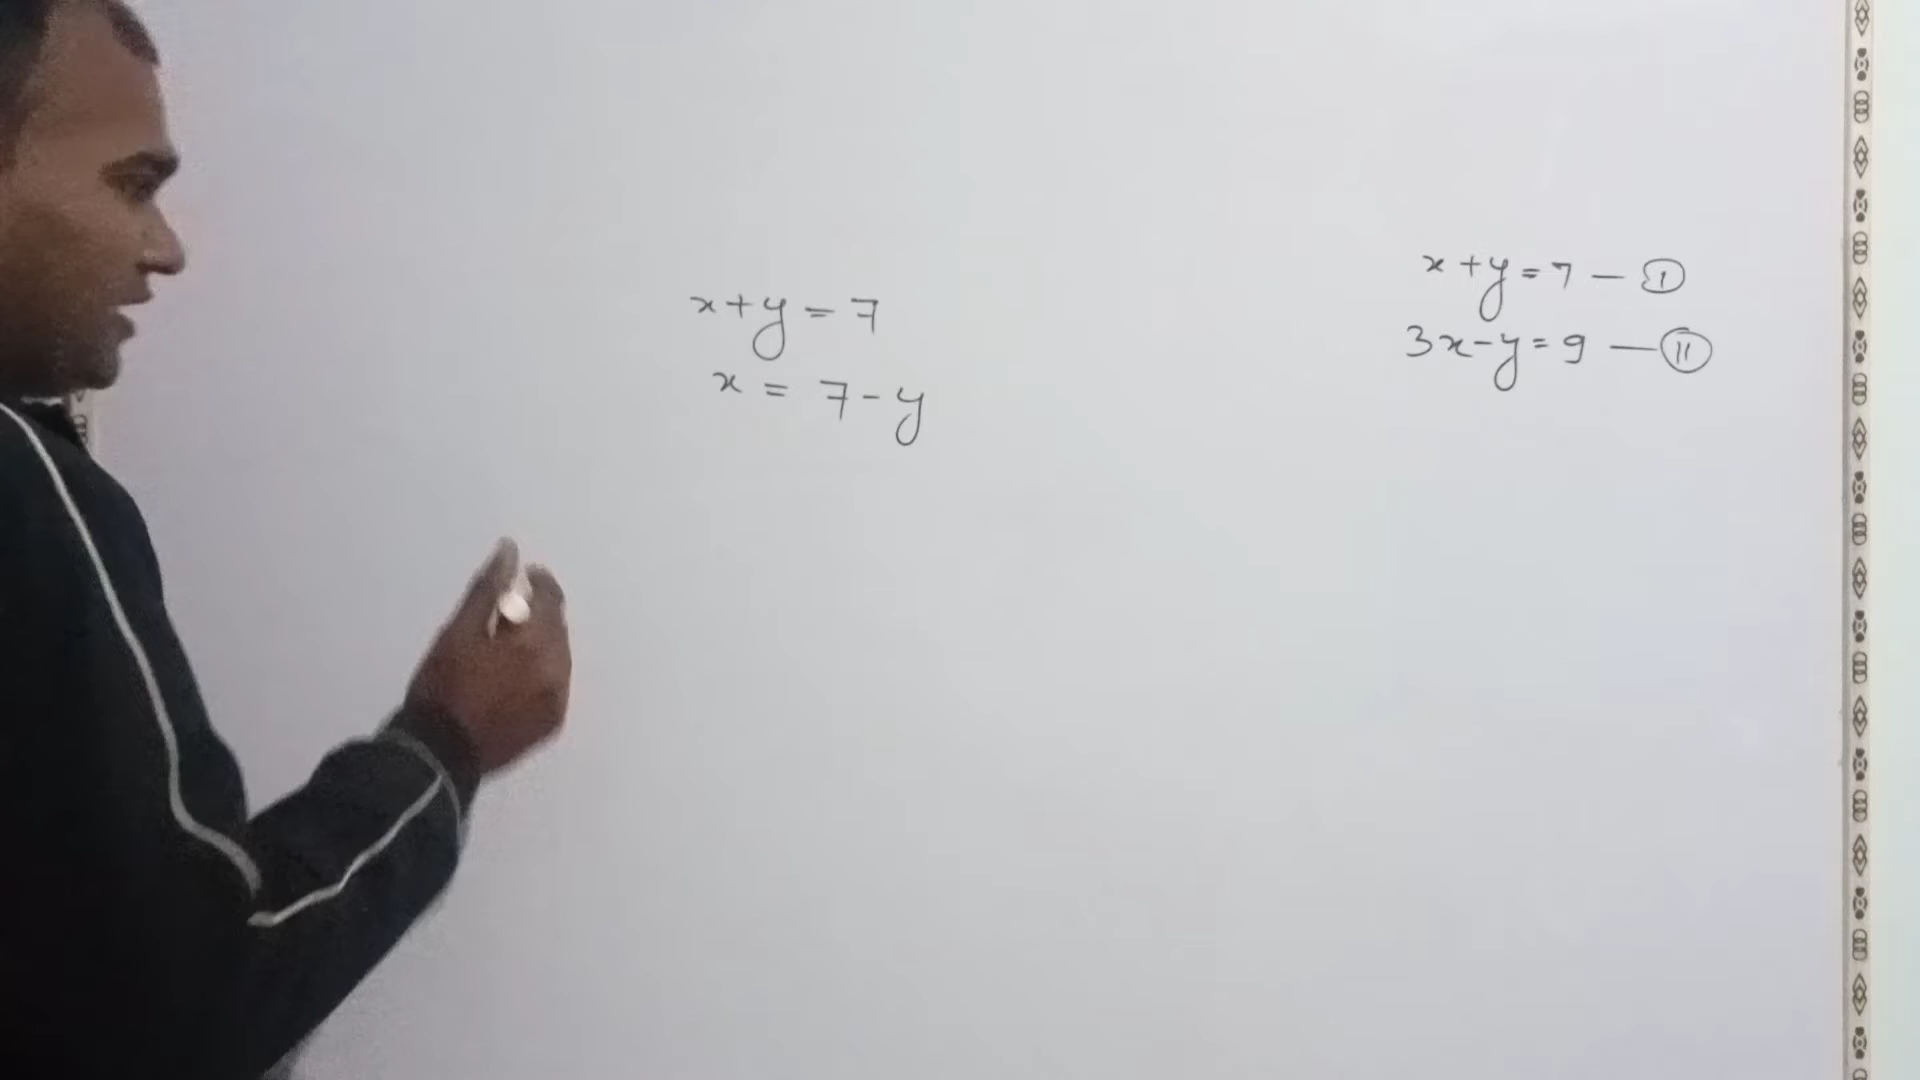 x+y=7
x = 7-y
x+y=7 — I
3x-y=9 — II